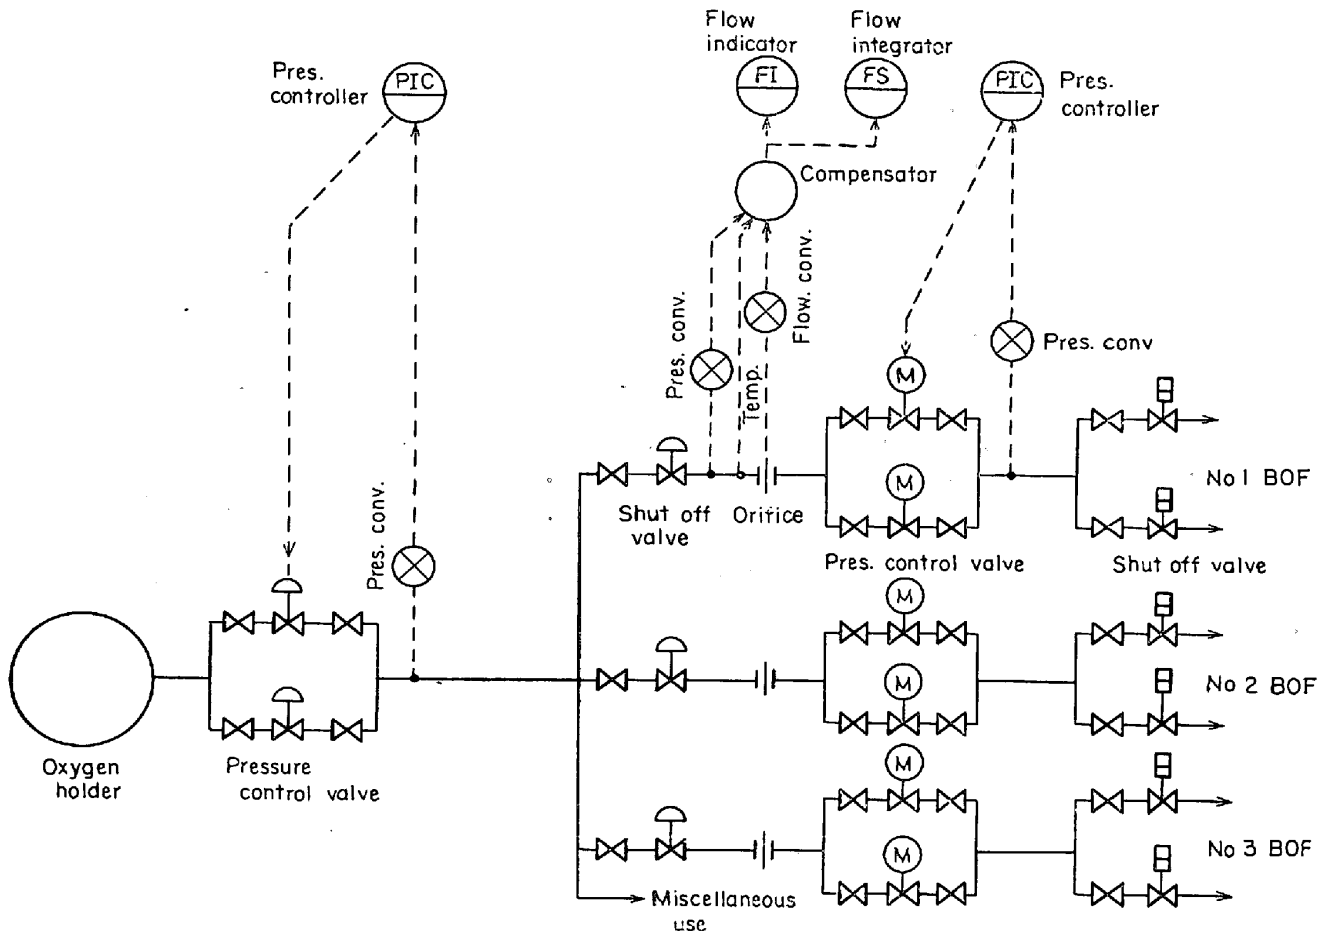 Flow
indicator
Flow
integrator
Pres.
controller
PIC
FI
FS
PIC
Pres.
controller
Compensator
Pres. conv.
Temp.
Flow. conv.
Pres. conv
M
M
No 1 BOF
Shut off
valve
Orifice
Pres. control valve
Shut off valve
Pres. conv.
M
M
No 2 BOF
Oxygen
holder
Pressure
control valve
M
M
No 3 BOF
Miscellaneous
use